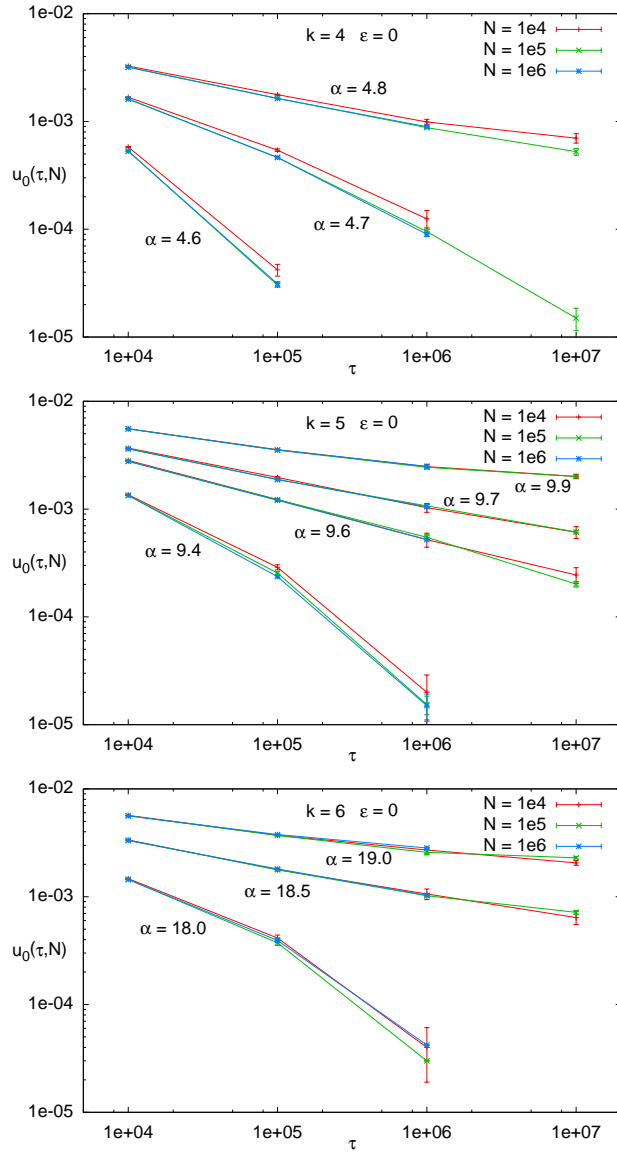 1e-02
k = 4 ε = 0
N = 1e4
N = 1e5
N = 1e6
α = 4.8
1e-03
u0(τ,N)
α = 4.7
1e-04
α = 4.6
1e-05
1e+04 1e+05 1e+06 1e+07
τ
1e-02
k = 5 ε = 0
N = 1e4
N = 1e5
N = 1e6
α = 9.9
α = 9.7
1e-03
α = 9.6
u0(τ,N)
α = 9.4
1e-04
1e-05
1e+04 1e+05 1e+06 1e+07
τ
1e-02
k = 6 ε = 0
N = 1e4
N = 1e5
N = 1e6
α = 19.0
1e-03
α = 18.5
α = 18.0
u0(τ,N)
1e-04
1e-05
1e+04 1e+05 1e+06 1e+07
τ